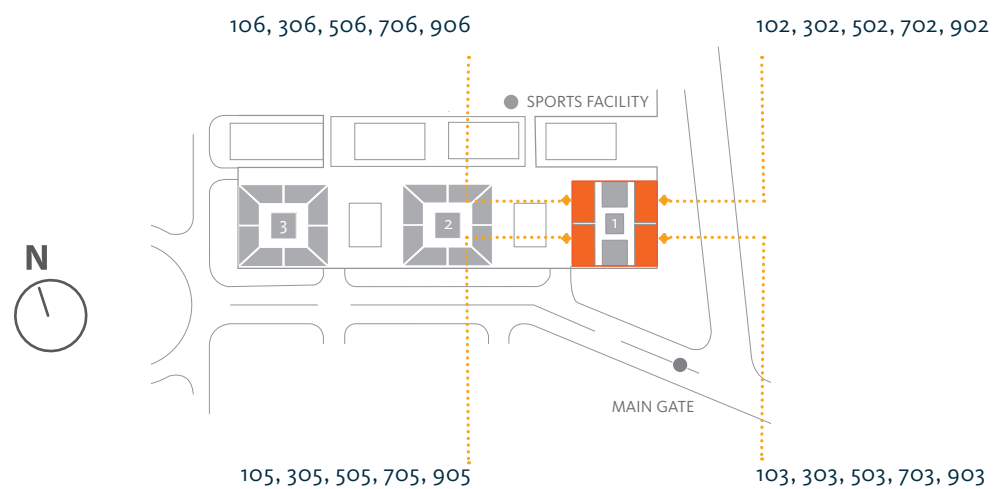 106, 306, 506, 706, 906
102, 302, 502, 702, 902
SPORTS FACILITY
3
2
1
N
MAIN GATE
105, 305, 505, 705, 905
103, 303, 503, 703, 903